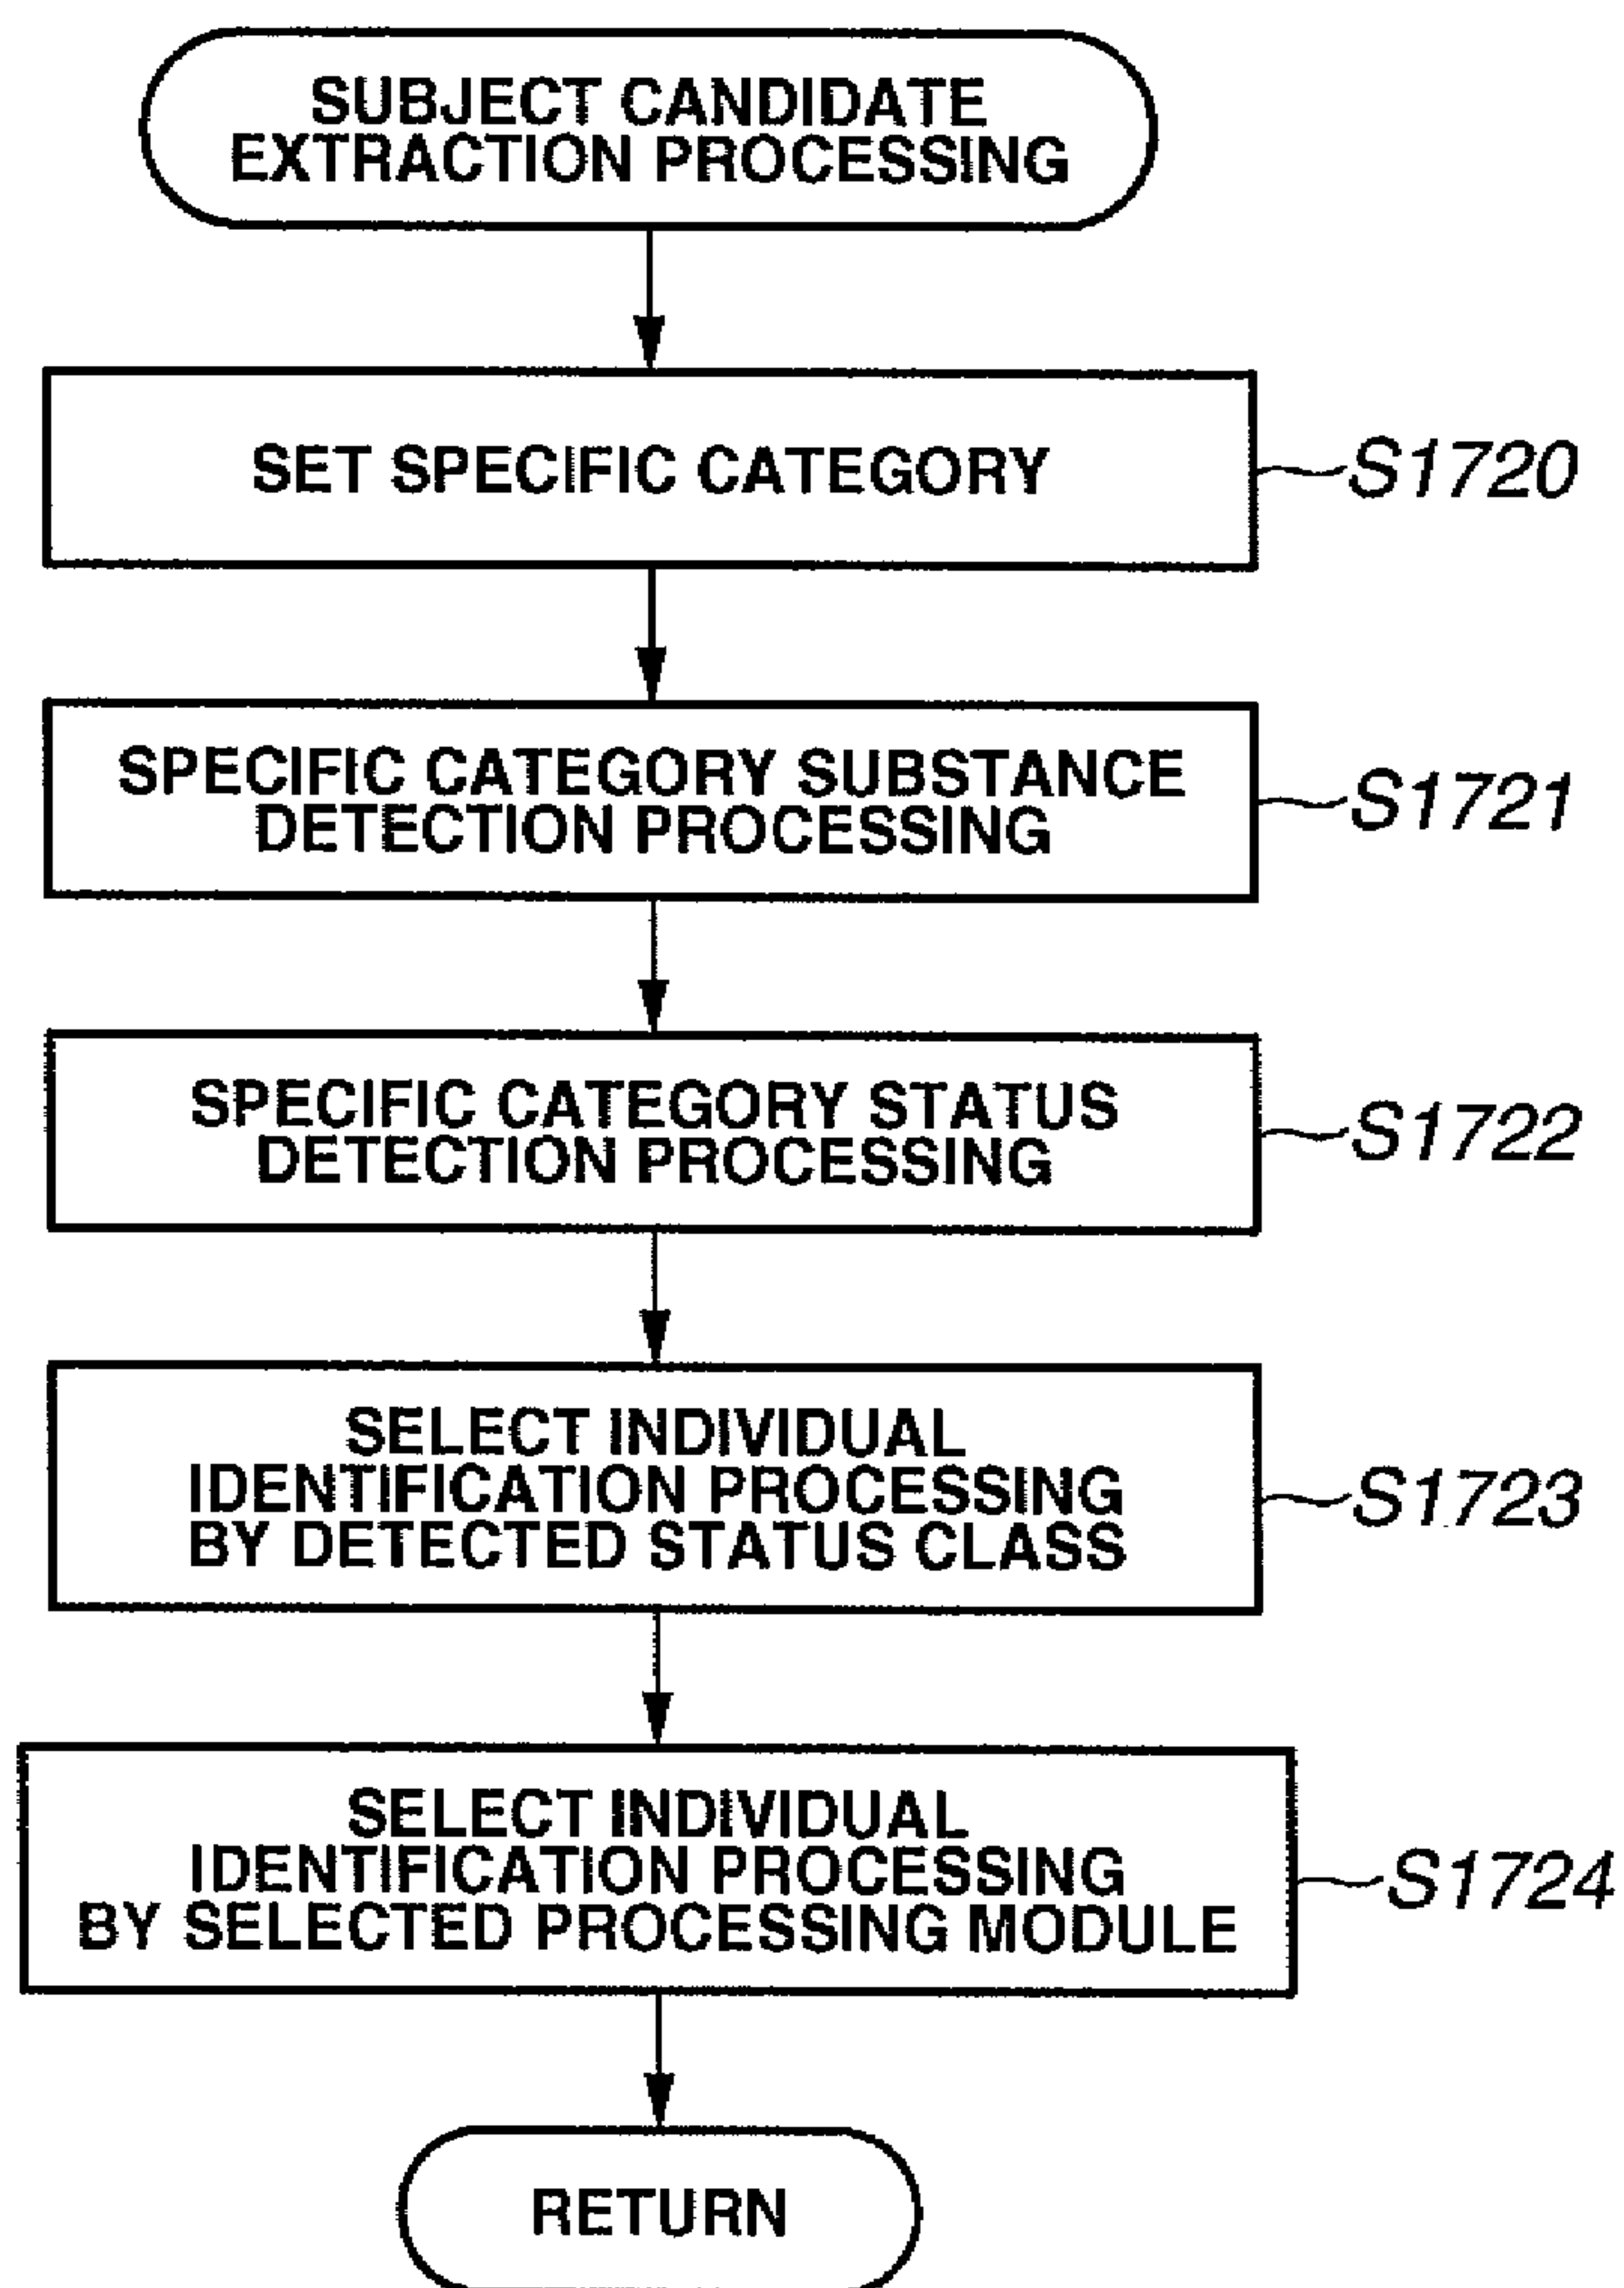 SUBJECT CANDIDATE
EXTRACTION PROCESSING
SET SPECIFIC CATEGORY
S1720
SPECIFIC CATEGORY SUBSTANCE
DETECTION PROCESSING
S1721
SPECIFIC CATEGORY STATUS
DETECTION PROCESSING
S1722
SELECT INDIVIDUAL
IDENTIFICATION PROCESSING
BY DETECTED STATUS CLASS
S1723
SELECT INDIVIDUAL
IDENTIFICATION PROCESSING
BY SELECTED PROCESSING MODULE
S1724
RETURN